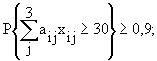 P{∑_j^3 a_ij x_ij ≥ 30} ≥ 0,9;